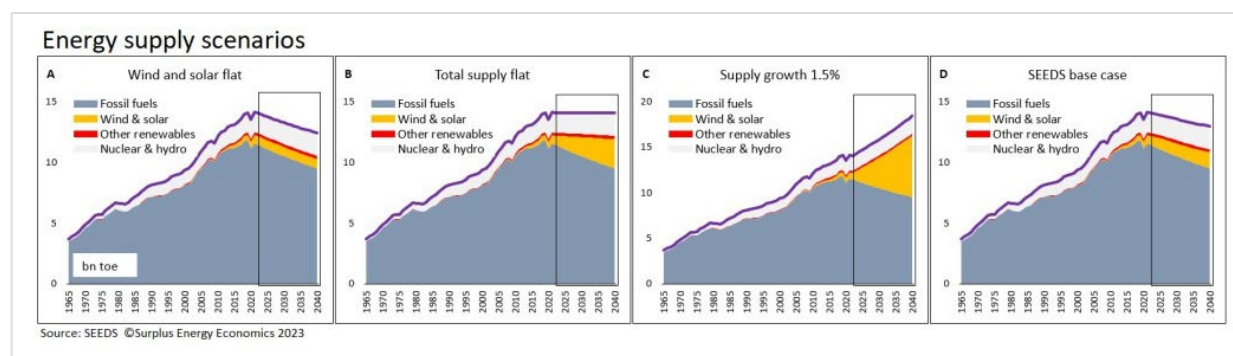 Energy supply scenarios
A Wind and solar flat
15
10
5
0
Fossil fuels
Wind & solar
Other renewables
Nuclear & hydro
bn toe
1965 1970 1975 1980 1985 1990 1995 2000 2005 2010 2015 2020 2025 2030 2035 2040
B Total supply flat
15
10
5
0
Fossil fuels
Wind & solar
Other renewables
Nuclear & hydro
1965 1970 1975 1980 1985 1990 1995 2000 2005 2010 2015 2020 2025 2030 2035 2040
C Supply growth 1.5%
20
15
10
5
0
Fossil fuels
Wind & solar
Other renewables
Nuclear & hydro
1965 1970 1975 1980 1985 1990 1995 2000 2005 2010 2015 2020 2025 2030 2035 2040
D SEEDS base case
15
10
5
0
Fossil fuels
Wind & solar
Other renewables
Nuclear & hydro
1965 1970 1975 1980 1985 1990 1995 2000 2005 2010 2015 2020 2025 2030 2035 2040
Source: SEEDS ©Surplus Energy Economics 2023